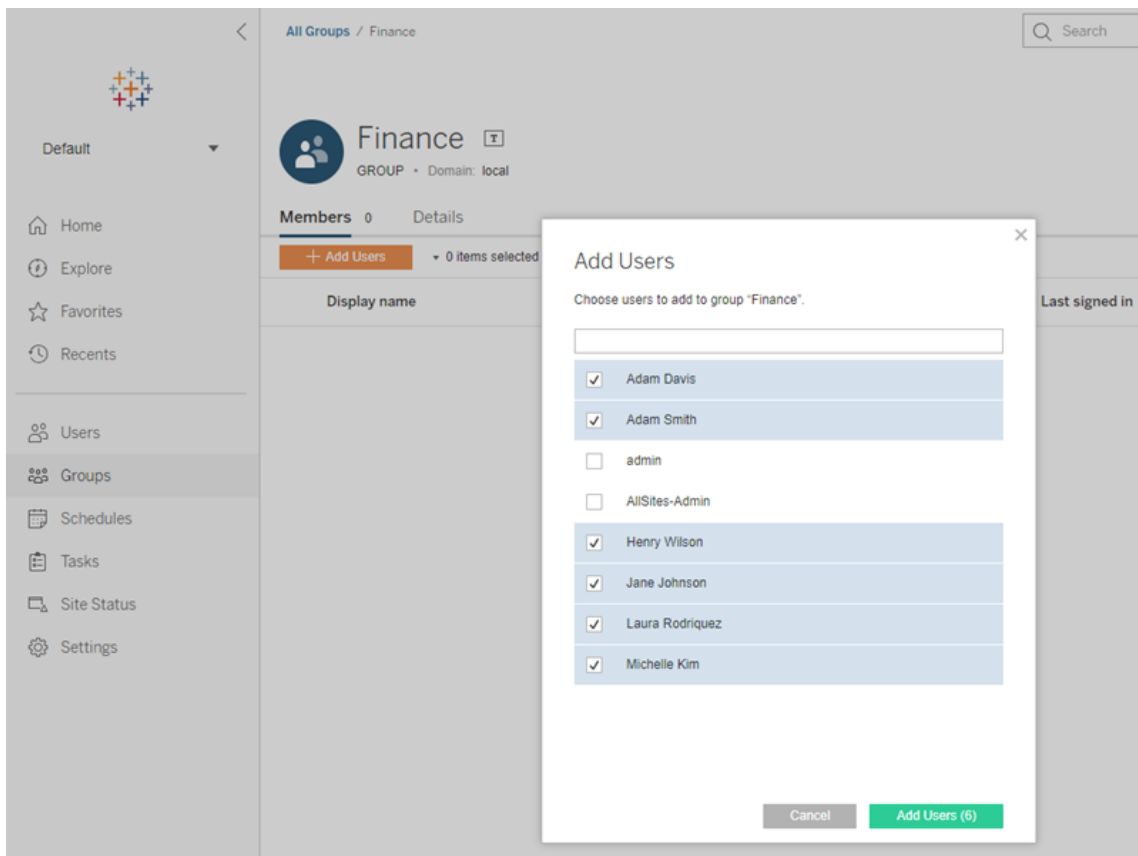 All Groups / Finance
Search
Default
Finance T
GROUP • Domain: local
Home
Explore
Favorites
Recents
Users
Groups
Schedules
Tasks
Site Status
Settings
Members 0 Details
+ Add Users 0 items selected
Display name
Last signed in
Add Users
Choose users to add to group “Finance”.
Adam Davis
Adam Smith
admin
AllSites-Admin
Henry Wilson
Jane Johnson
Laura Rodriquez
Michelle Kim
Cancel Add Users (6)